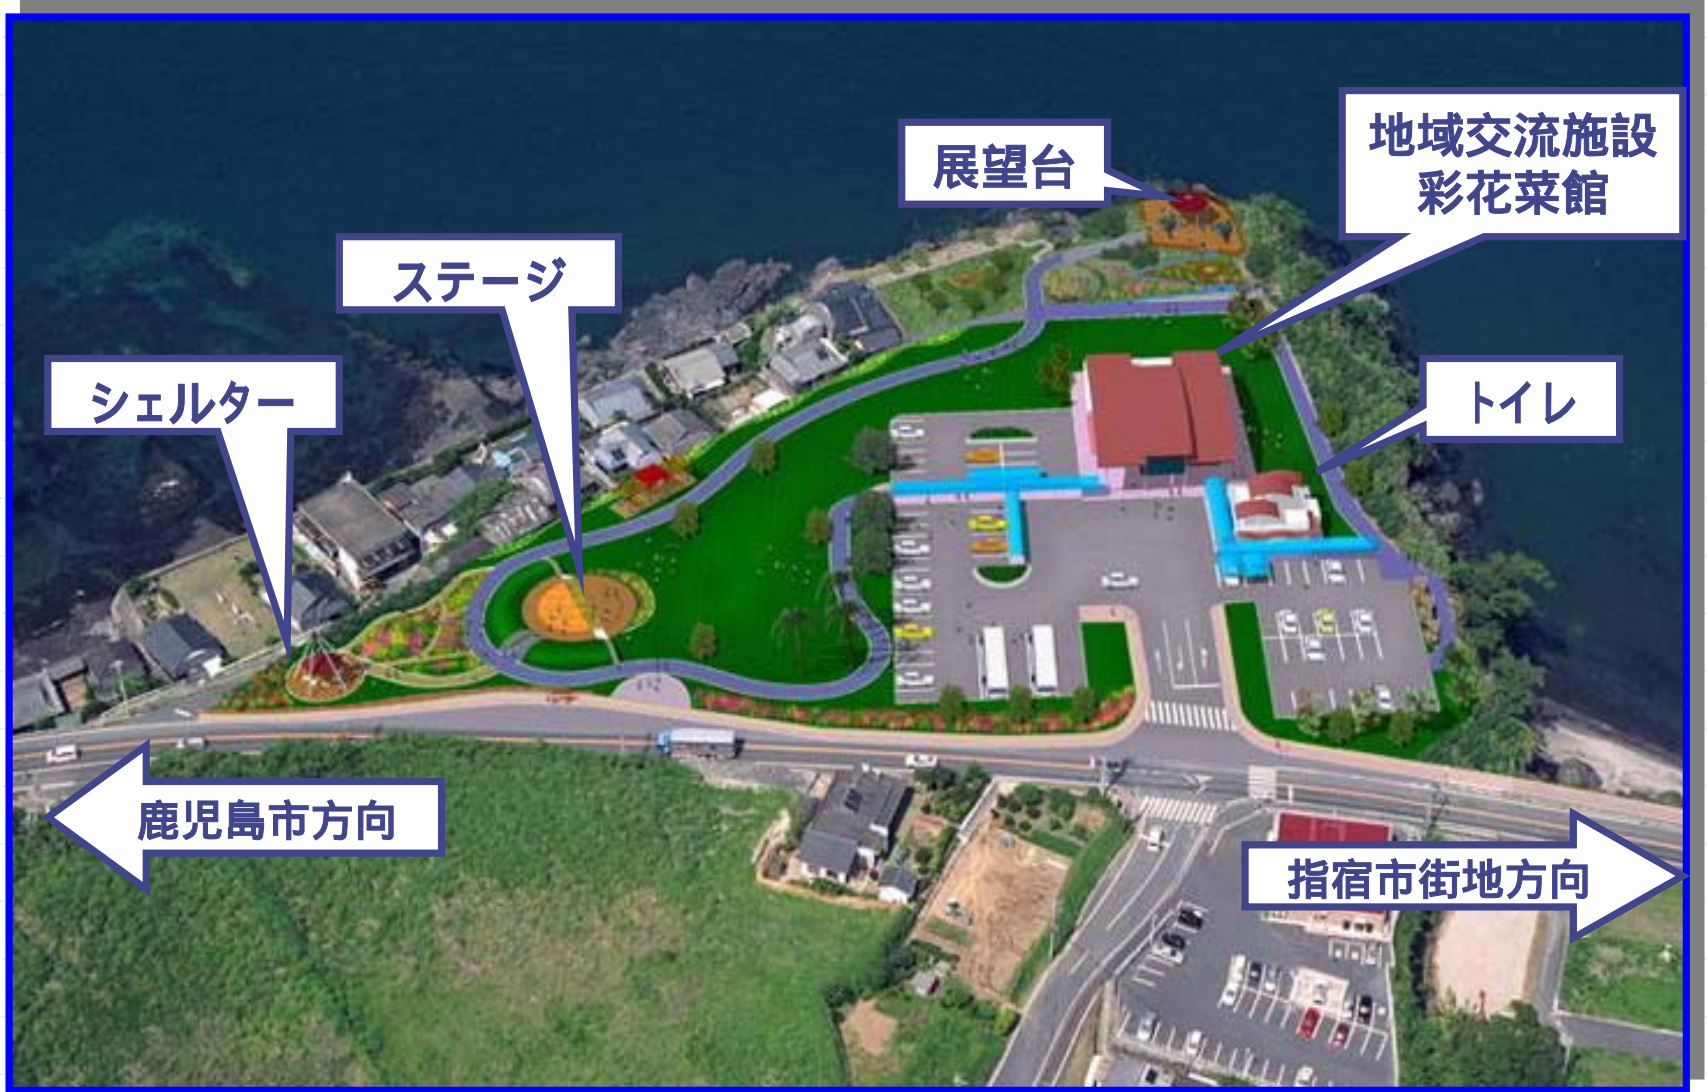 展望台
地域交流施設
彩花菜館
ステージ
シェルター
トイレ
鹿児島市方向
指宿市街地方向